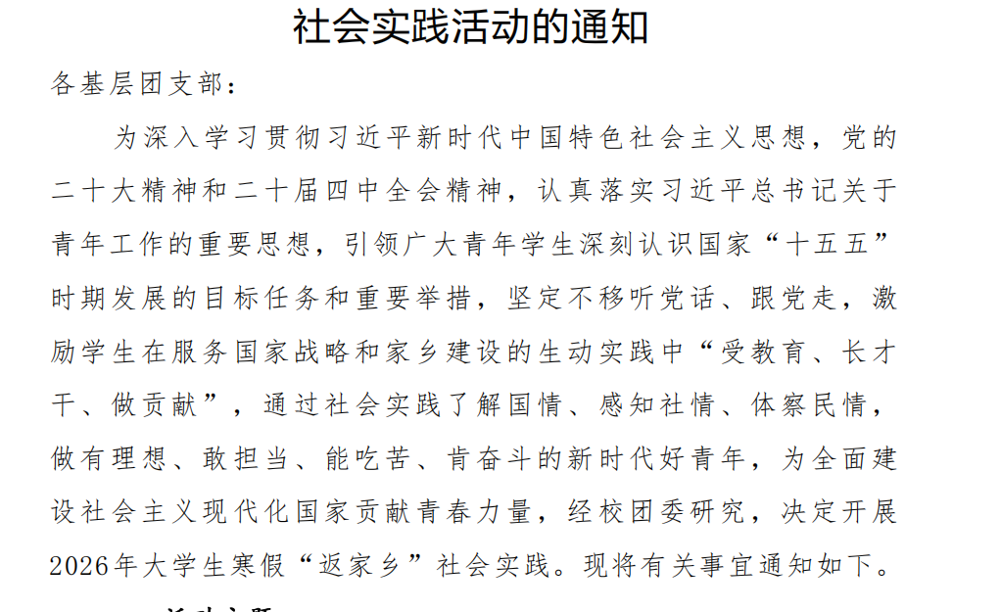 社会实践活动的通知
各基层团支部：
为深入学习贯彻习近平新时代中国特色社会主义思想，党的
二十大精神和二十届四中全会精神，认真落实习近平总书记关于
青年工作的重要思想，引领广大青年学生深刻认识国家“十五五”
时期发展的目标任务和重要举措，坚定不移听党话、跟党走，激
励学生在服务国家战略和家乡建设的生动实践中“受教育、长才
干、做贡献”，通过社会实践了解国情、感知社情、体察民情，
做有理想、敢担当、能吃苦、肯奋斗的新时代好青年，为全面建
设社会主义现代化国家贡献青春力量，经校团委研究，决定开展
2026年大学生寒假“返家乡”社会实践。现将有关事宜通知如下。